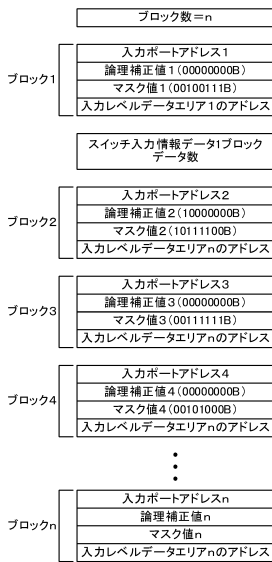 ブロック数=n
ブロック1
入力ポートアドレス1
論理補正値1(00000000B)
マスク値1(00100111B)
入力レベルデータエリア1のアドレス
スイッチ入力情報データ1ブロック
データ数
ブロック2
入力ポートアドレス2
論理補正値2(10000000B)
マスク値2(10111100B)
入力レベルデータエリアnのアドレス
ブロック3
入力ポートアドレス3
論理補正値3(00000000B)
マスク値3(00111111B)
入力レベルデータエリアnのアドレス
ブロック4
入力ポートアドレス4
論理補正値4(00000000B)
マスク値4(00101000B)
入力レベルデータエリアnのアドレス
ブロックn
入力ポートアドレスn
論理補正値n
マスク値n
入力レベルデータエリアnのアドレス